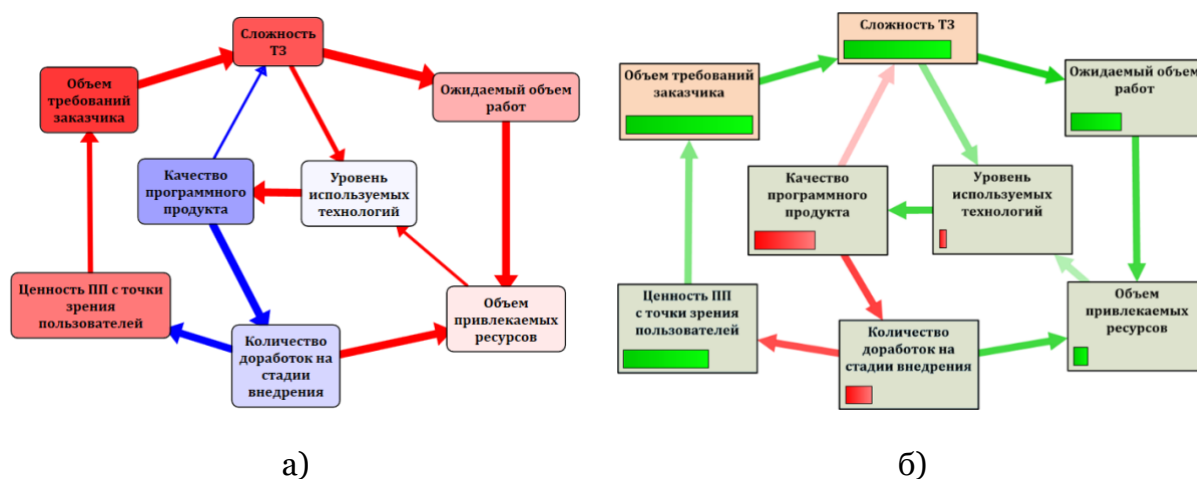 Сложность
ТЗ
Объем
требований
заказчика
Ожидаемый объем
работ
Качество
программного
продукта
Уровень
используемых
технологий
Ценность ПП с точки
зрения
пользователей
Количество
доработок на
стадии
внедрения
Объем
привлекаемых
ресурсов
а)
Сложность ТЗ
Объем требований
заказчика
Ожидаемый объем
работ
Качество
программного
продукта
Уровень
используемых
технологий
Ценность ПП
с точки зрения
пользователей
Количество
доработок на
стадии внедрения
Объем
привлекаемых
ресурсов
б)